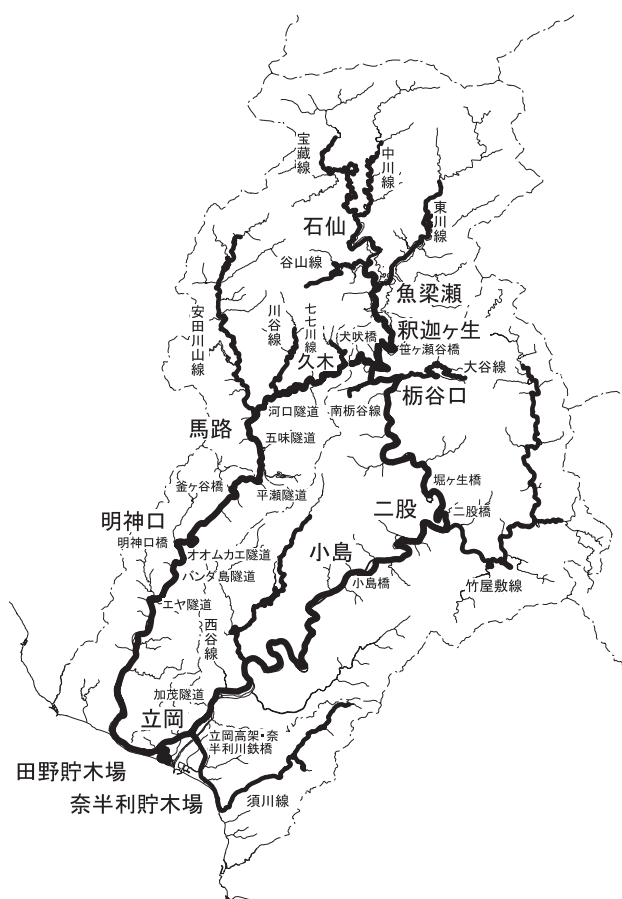 宝蔵線
中川線
東川線
石仙
谷山線
魚梁瀬
安田川山線
川谷線
七七川線
犬吠橋
釈迦ヶ生
笹ヶ瀬谷橋
久木
大谷線
栃谷口
河口隧道
南栃谷線
馬路
五味隧道
釜ヶ谷橋
平瀬隧道
堀ヶ生橋
二股
二股橋
明神口
明神口橋
オオムカエ隧道
小島
バンダ島隧道
小島橋
竹屋敷線
エヤ隧道
西谷線
加茂隧道
立岡
立岡高架・奈
半利川鉄橋
田野貯木場
奈半利貯木場
須川線